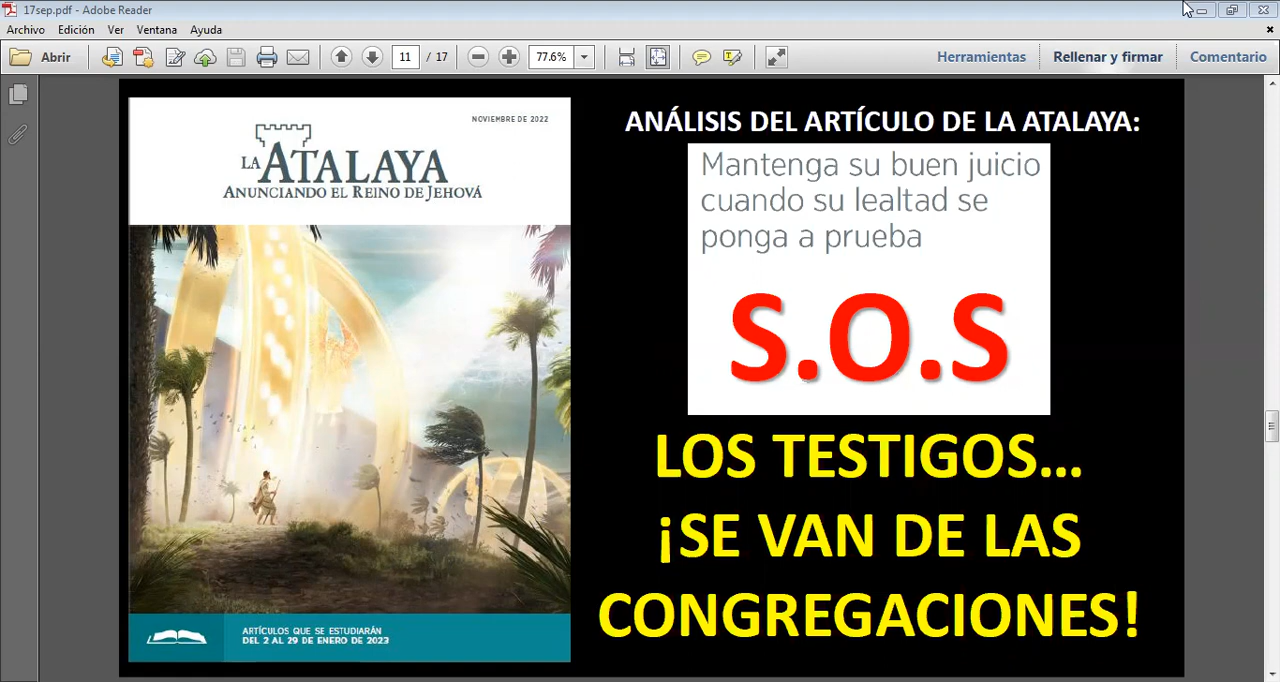 17sep.pdf - Adobe Reader
Archivo Edición Ver Ventana Ayuda
Abrir 11 / 17 77.6% Herramientas Rellenar y firmar Comentario
NOVIEMBRE DE 2022
LA ATALAYA
ANUNCIANDO EL REINO DE JEHOVÁ
ARTÍCULOS QUE SE ESTUDIARÁN
DEL 2 AL 29 DE ENERO DE 2023
ANÁLISIS DEL ARTÍCULO DE LA ATALAYA:
Mantenga su buen juicio
cuando su lealtad se
ponga a prueba
S.O.S
LOS TESTIGOS...
¡SE VAN DE LAS
CONGREGACIONES!